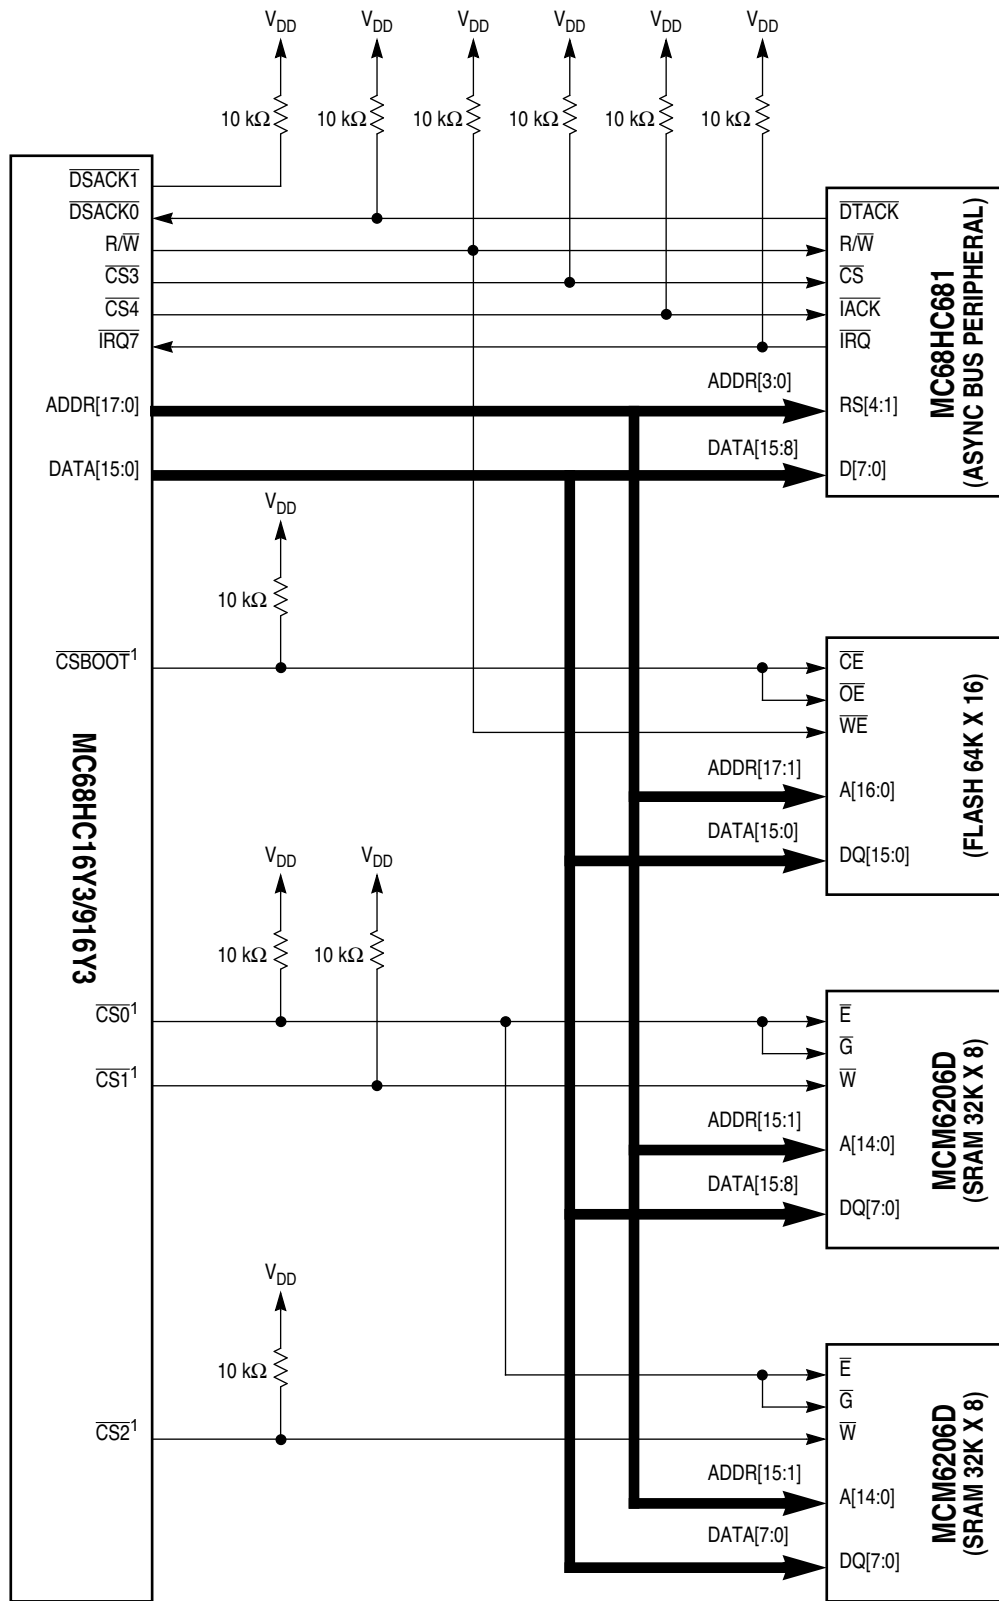 VDD VDD VDD VDD VDD VDD
10 kΩ 10 kΩ 10 kΩ 10 kΩ 10 kΩ 10 kΩ
MC68HC16Y3/916Y3
DSACK1
DSACK0
R/W
CS3
CS4
IRQ7
ADDR[17:0]
DATA[15:0]
DTACK
R/W
CS
IACK
IRQ
ADDR[3:0]
RS[4:1]
DATA[15:8]
D[7:0]
MC68HC681
(ASYNC BUS PERIPHERAL)
VDD
10 kΩ
CSBOOT1
CE
OE
WE
ADDR[17:1]
A[16:0]
DATA[15:0]
DQ[15:0]
(FLASH 64K X 16)
VDD VDD
10 kΩ 10 kΩ
CS01
CS11
E
G
W
ADDR[15:1]
A[14:0]
DATA[15:8]
DQ[7:0]
MCM6206D
(SRAM 32K X 8)
VDD
10 kΩ
CS21
E
G
W
ADDR[15:1]
A[14:0]
DATA[7:0]
DQ[7:0]
MCM6206D
(SRAM 32K X 8)